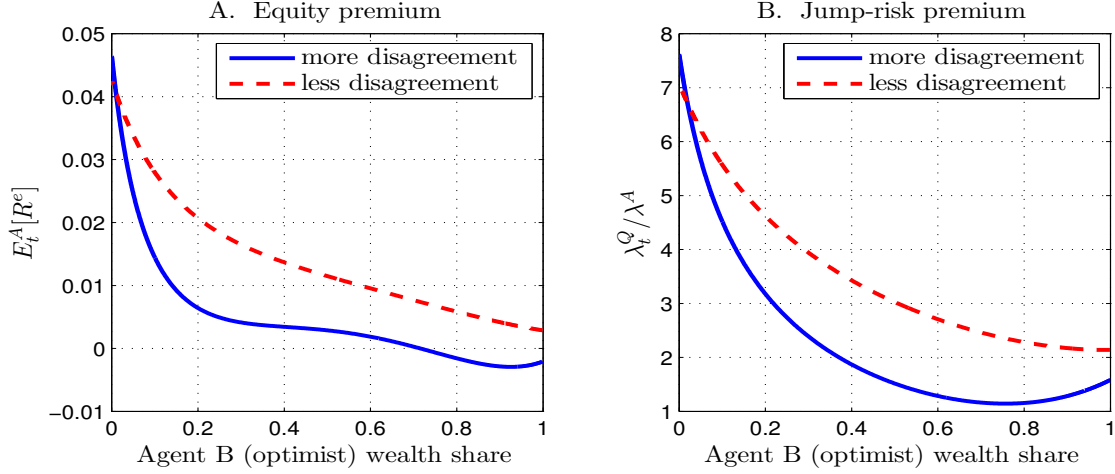 A. Equity premium
0.05
0.04
0.03
0.02
0.01
0
−0.01
E_t^A[R^e]
more disagreement
less disagreement
0 0.2 0.4 0.6 0.8 1
Agent B (optimist) wealth share
B. Jump-risk premium
8
7
6
5
4
3
2
1
λ_t^Q/λ^A
more disagreement
less disagreement
0 0.2 0.4 0.6 0.8 1
Agent B (optimist) wealth share